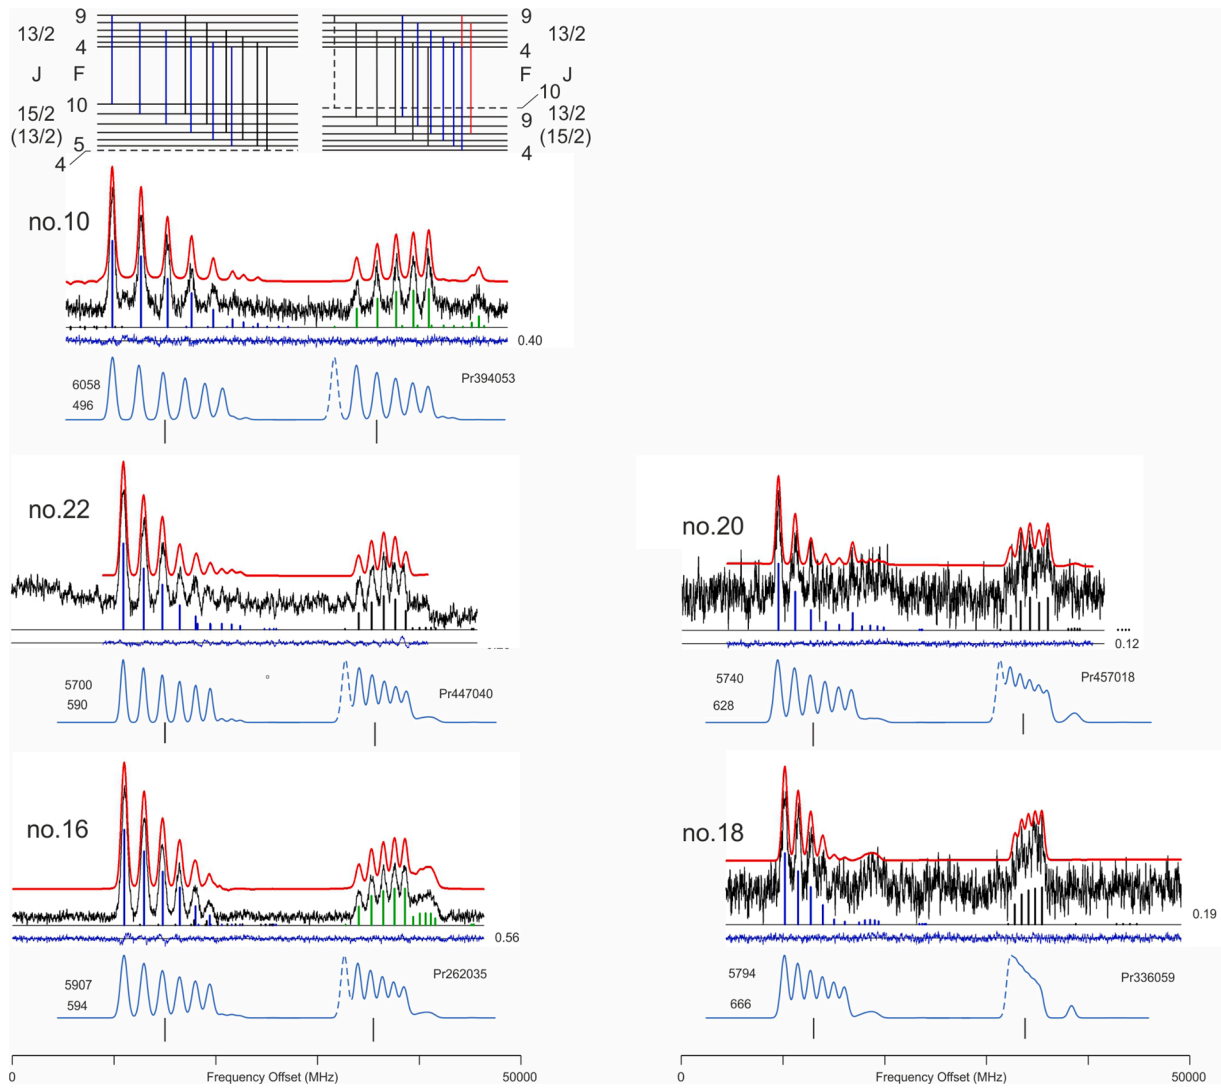 9 9
13/2 13/2
4 4
J F F J
10 10
15/2 9 13/2
(13/2) (15/2)
5 4
4
no.10
0.40
6058
496
Pr394053
no.22
5700
590
Pr447040
no.20
0.12
5740
628
Pr457018
no.16
0.56
5907
594
Pr262035
no.18
0.19
5794
666
Pr336059
0 Frequency Offset (MHz) 50000
0 Frequency Offset (MHz) 50000